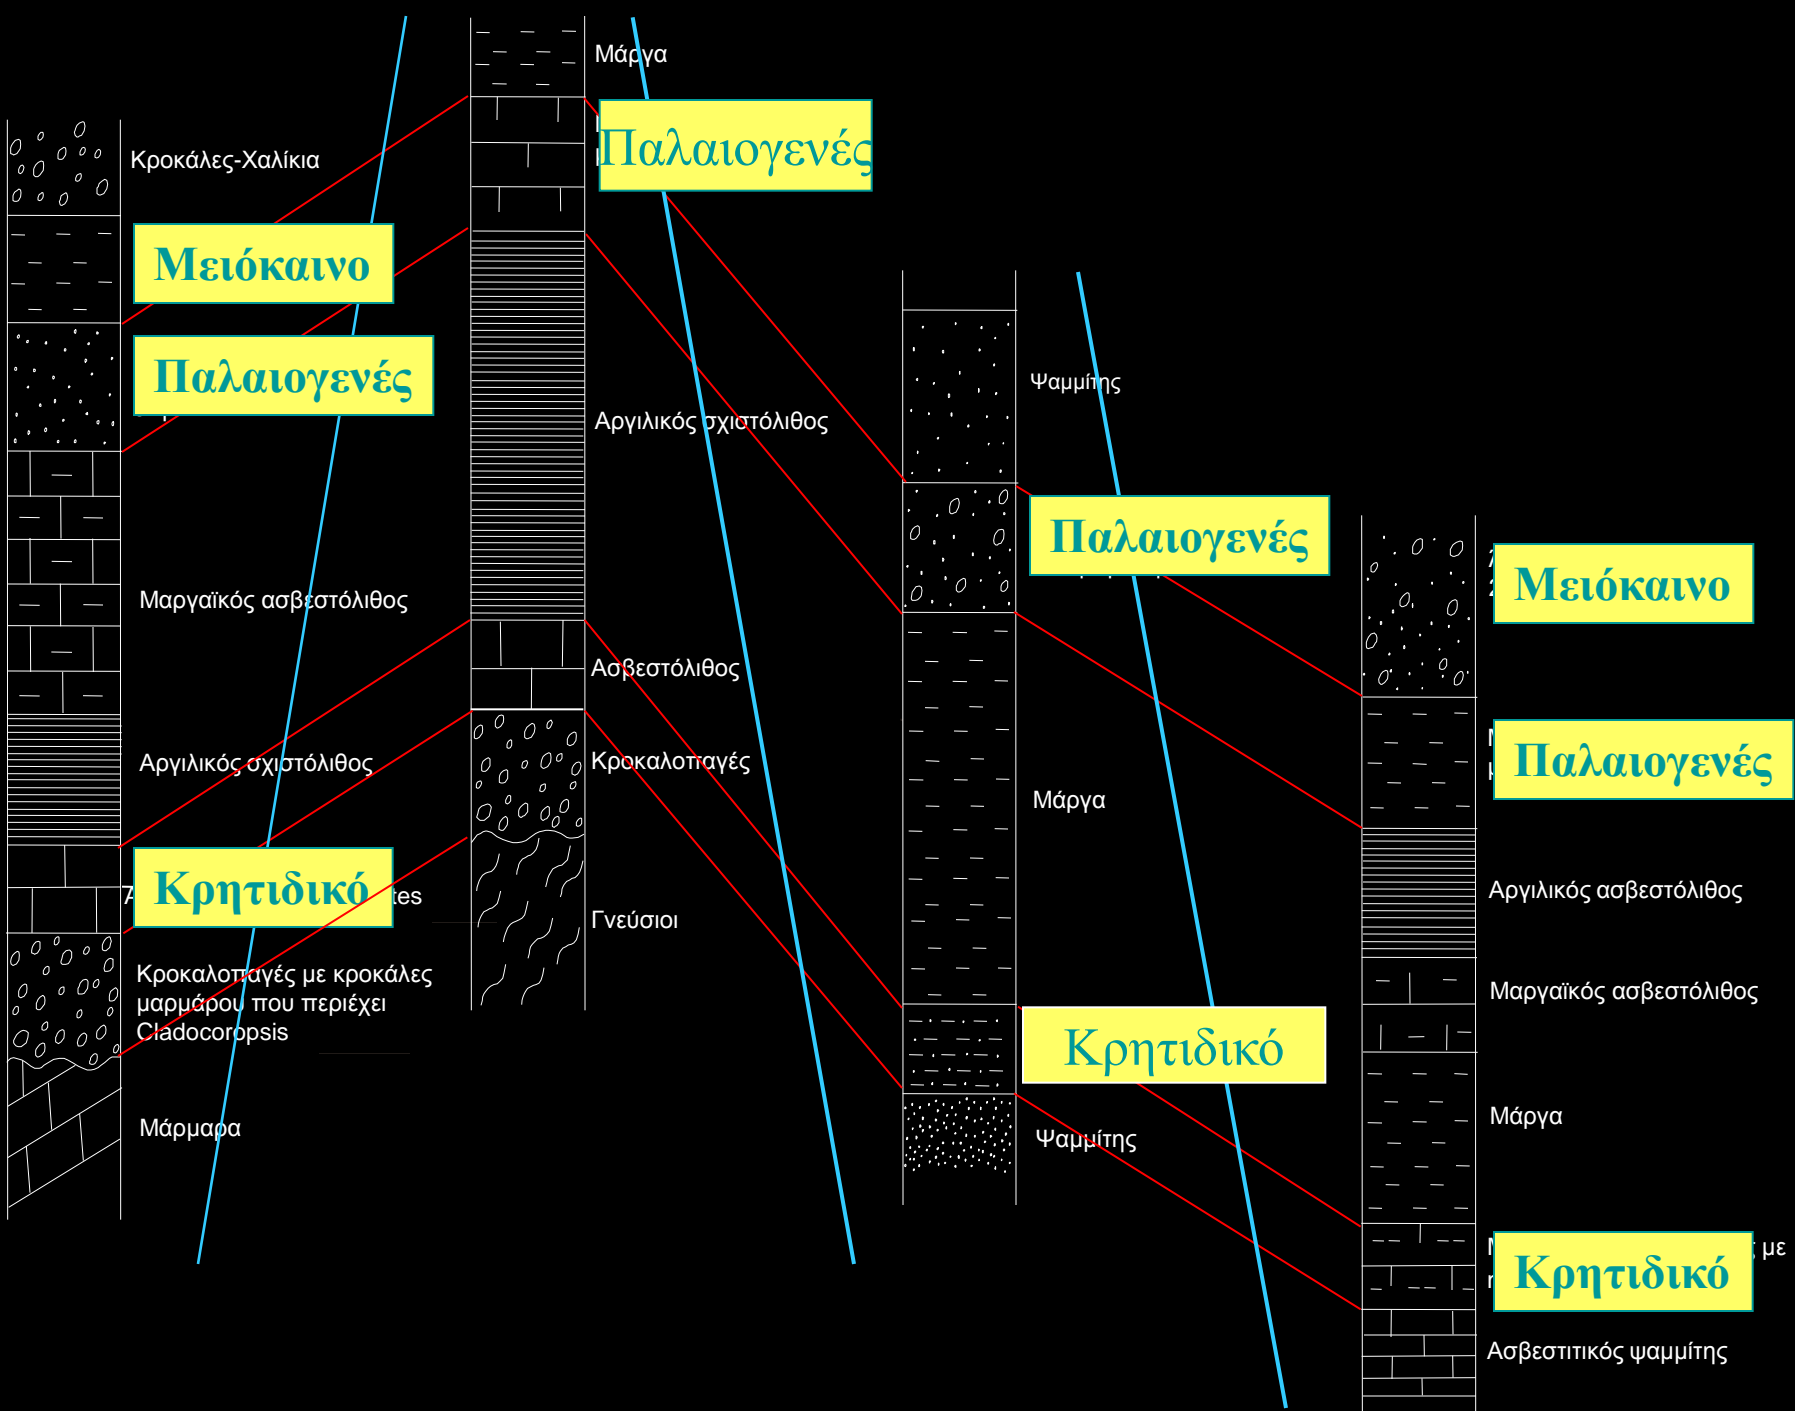 Κροκάλες-Χαλίκια
Μειόκαινο
Παλαιογενές
Μαργαϊκός ασβεστόλιθος
Αργιλικός σχιστόλιθος
Κρητιδικό
Κροκαλοπαγές με κροκάλες
μαρμάρου που περιέχει
Cladocoropsis
Μάρμαρα
Μάργα
Παλαιογενές
Αργιλικός σχιστόλιθος
Ασβεστόλιθος
Κροκαλοπαγές
Γνεύσιοι
Ψαμμίτης
Παλαιογενές
Μάργα
Κρητιδικό
Ψαμμίτης
Μειόκαινο
Παλαιογενές
Αργιλικός ασβεστόλιθος
Μαργαϊκός ασβεστόλιθος
Μάργα
με
Κρητιδικό
Ασβεστιτικός ψαμμίτης